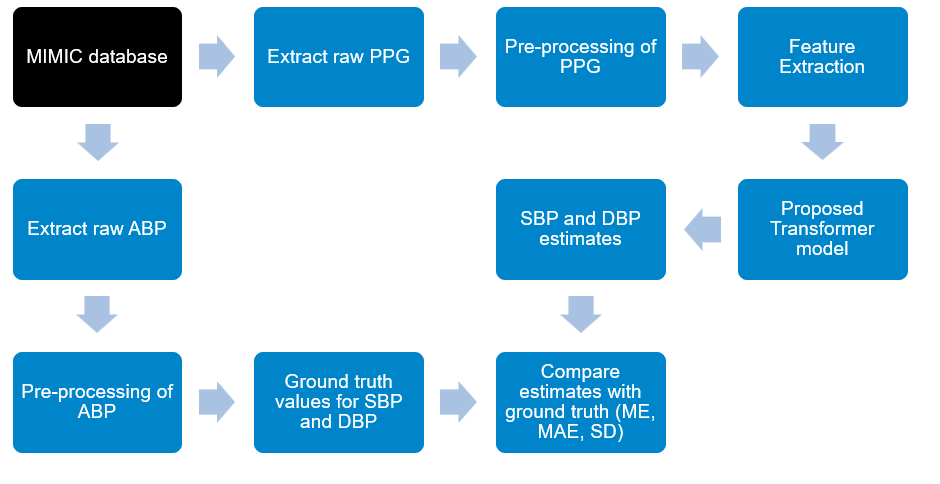 MIMIC database
Extract raw PPG
Pre-processing of
PPG
Feature
Extraction
Extract raw ABP
SBP and DBP
estimates
Proposed
Transformer
model
Pre-processing of
ABP
Ground truth
values for SBP
and DBP
Compare
estimates with
ground truth (ME,
MAE, SD)